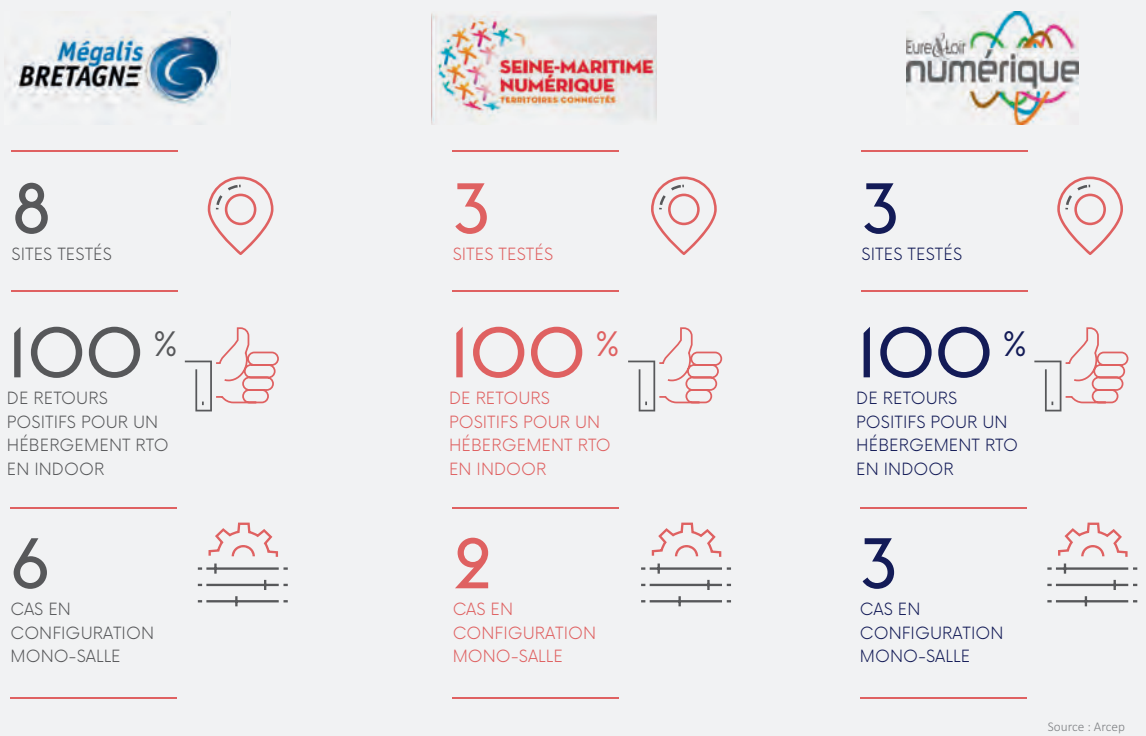 Mégalis
BRETAGNE
8
SITES TESTÉS
100 %
DE RETOURS
POSITIFS POUR UN
HÉBERGEMENT RTO
EN INDOOR
6
CAS EN
CONFIGURATION
MONO-SALLE
SEINE-MARITIME
NUMÉRIQUE
TERRITOIRES CONNECTÉS
3
SITES TESTÉS
100 %
DE RETOURS
POSITIFS POUR UN
HÉBERGEMENT RTO
EN INDOOR
2
CAS EN
CONFIGURATION
MONO-SALLE
Eure&Loir
numérique
3
SITES TESTÉS
100 %
DE RETOURS
POSITIFS POUR UN
HÉBERGEMENT RTO
EN INDOOR
3
CAS EN
CONFIGURATION
MONO-SALLE
Source : Arcep